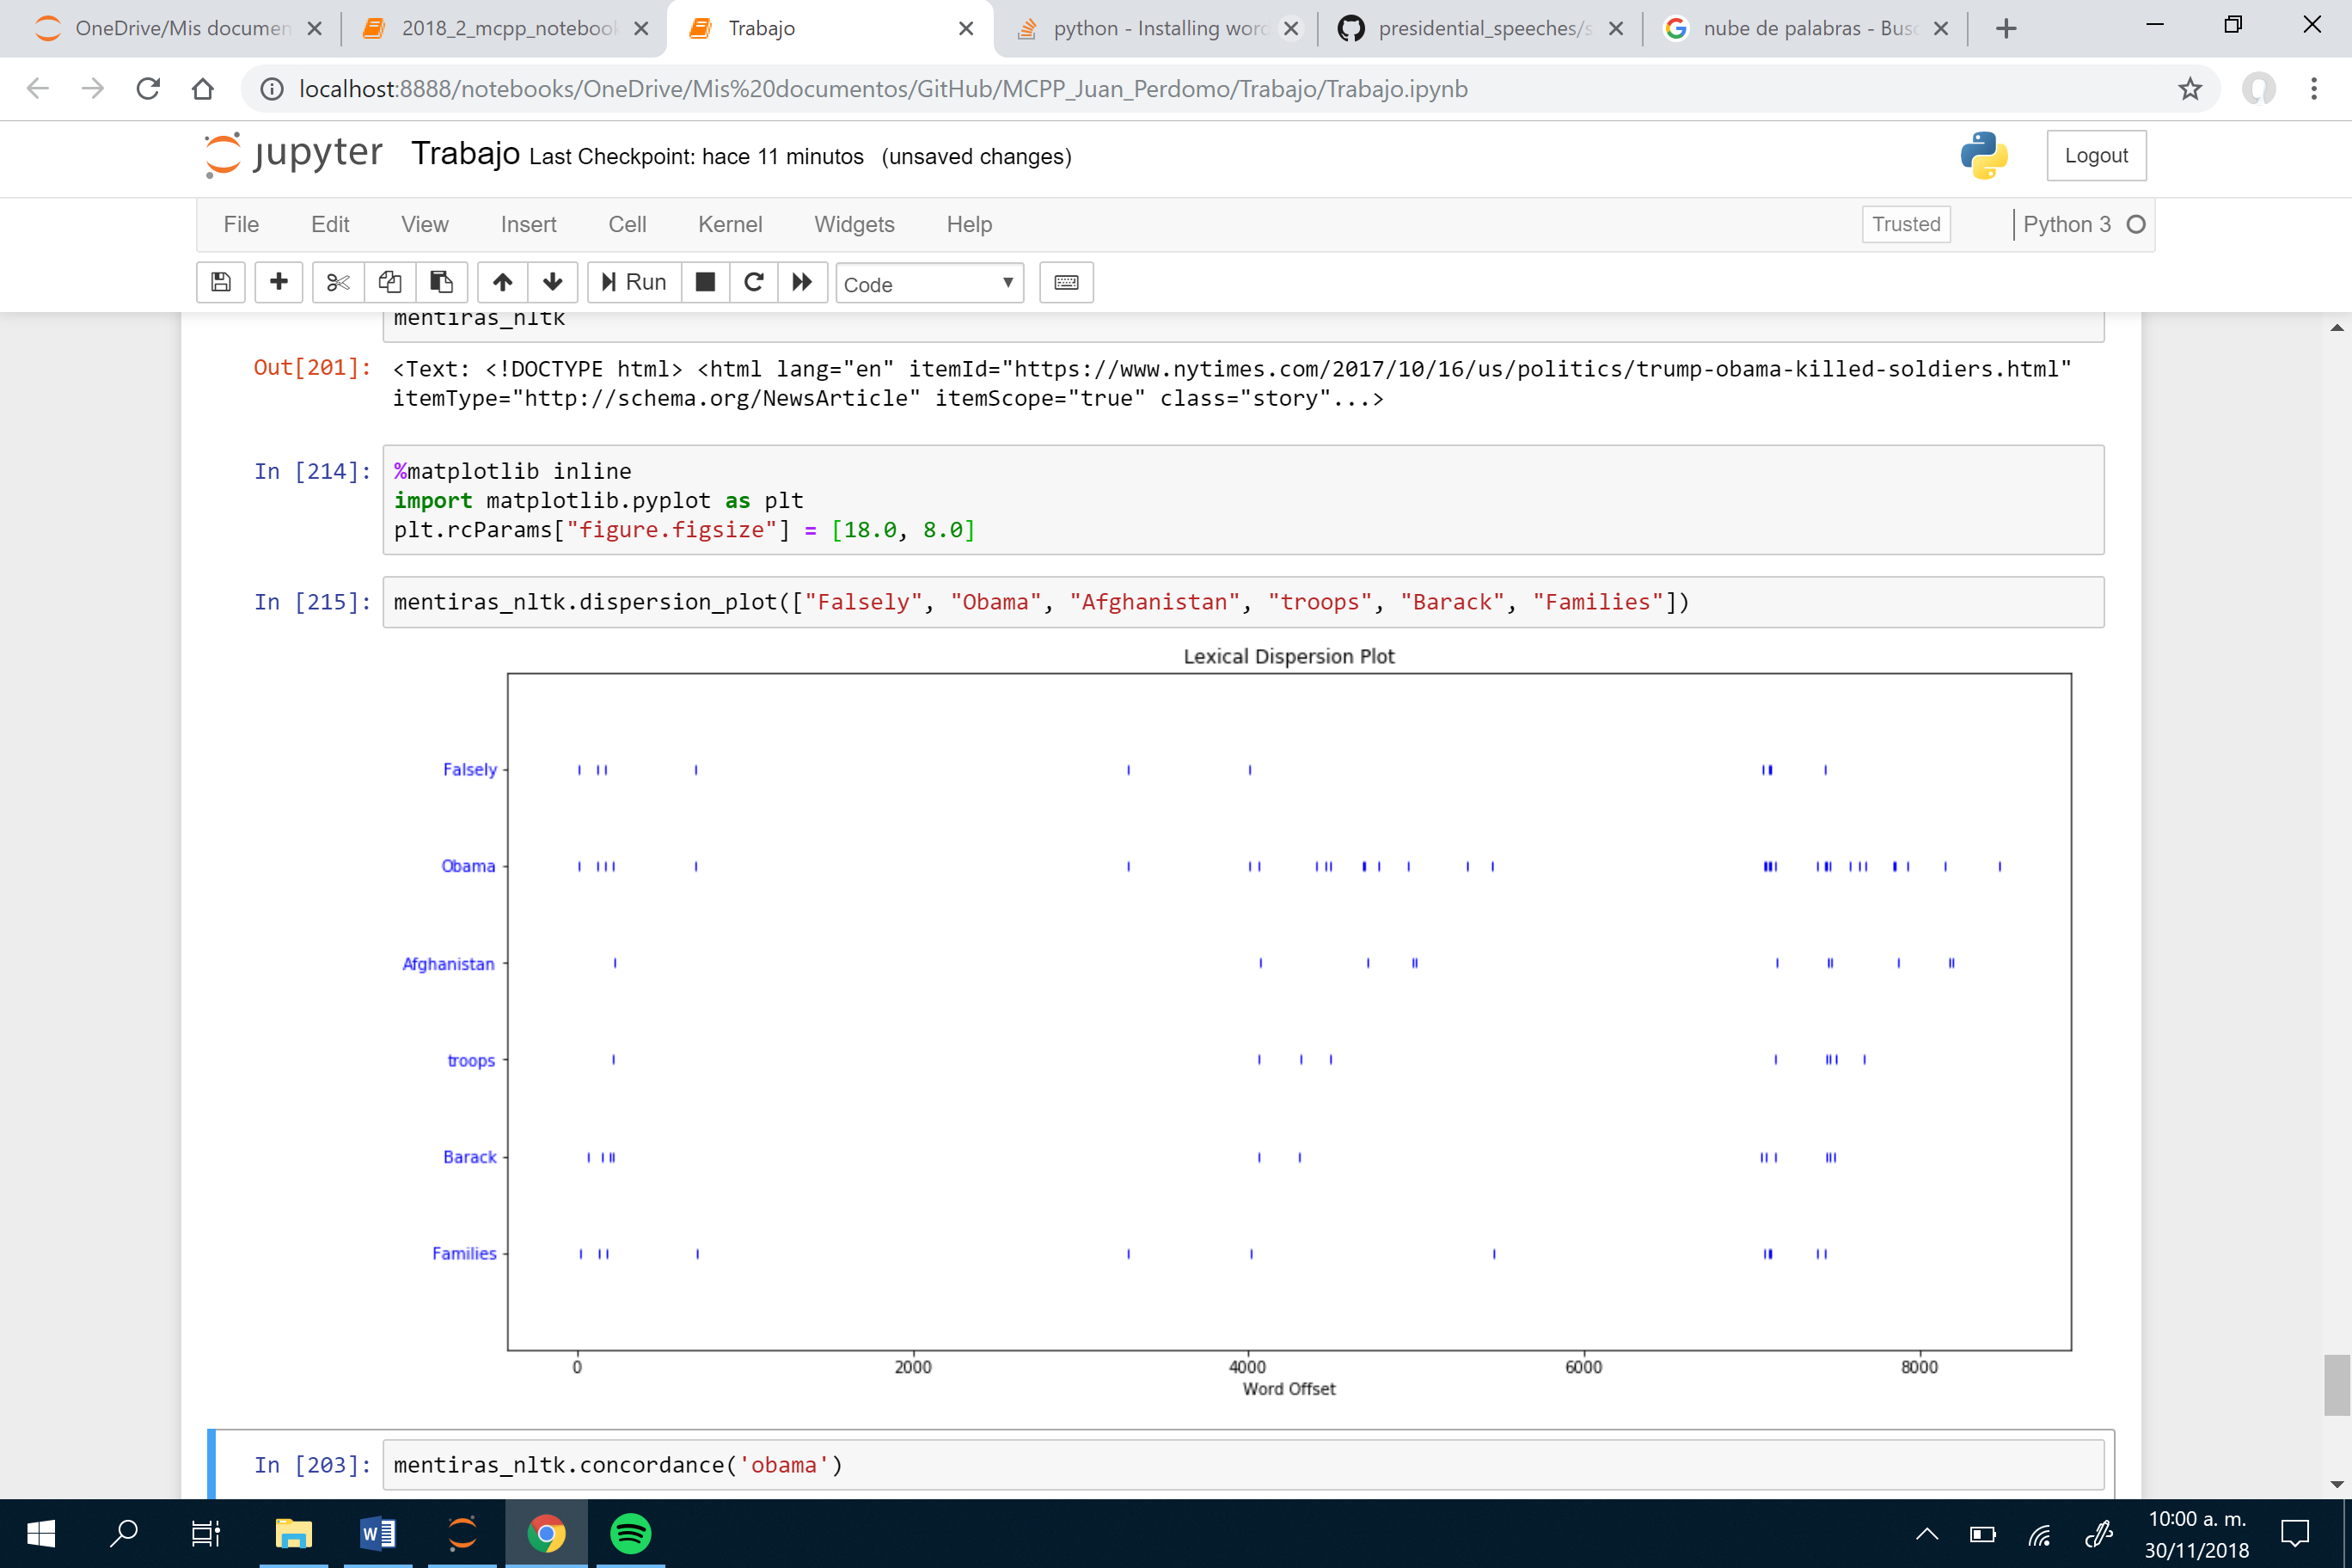 OneDrive/Mis documen
2018_2_mcpp_noteboo
Trabajo
python - Installing wor
presidential_speeches/s
nube de palabras - Bus
localhost:8888/notebooks/OneDrive/Mis%20documentos/GitHub/MCPP_Juan_Perdomo/Trabajo/Trabajo.ipynb
jupyter Trabajo Last Checkpoint: hace 11 minutos (unsaved changes)
Logout
File Edit View Insert Cell Kernel Widgets Help
Trusted
Python 3
Run
Code
mentiras_nltk
Out[201]: <Text: <!DOCTYPE html> <html lang="en" itemId="https://www.nytimes.com/2017/10/16/us/politics/trump-obama-killed-soldiers.html"
itemType="http://schema.org/NewsArticle" itemScope="true" class="story"...>
In [214]: %matplotlib inline
import matplotlib.pyplot as plt
plt.rcParams["figure.figsize"] = [18.0, 8.0]
In [215]: mentiras_nltk.dispersion_plot(["Falsely", "Obama", "Afghanistan", "troops", "Barack", "Families"])
Lexical Dispersion Plot
Falsely
Obama
Afghanistan
troops
Barack
Families
0 2000 4000 6000 8000
Word Offset
In [203]: mentiras_nltk.concordance('obama')
10:00 a. m.
30/11/2018